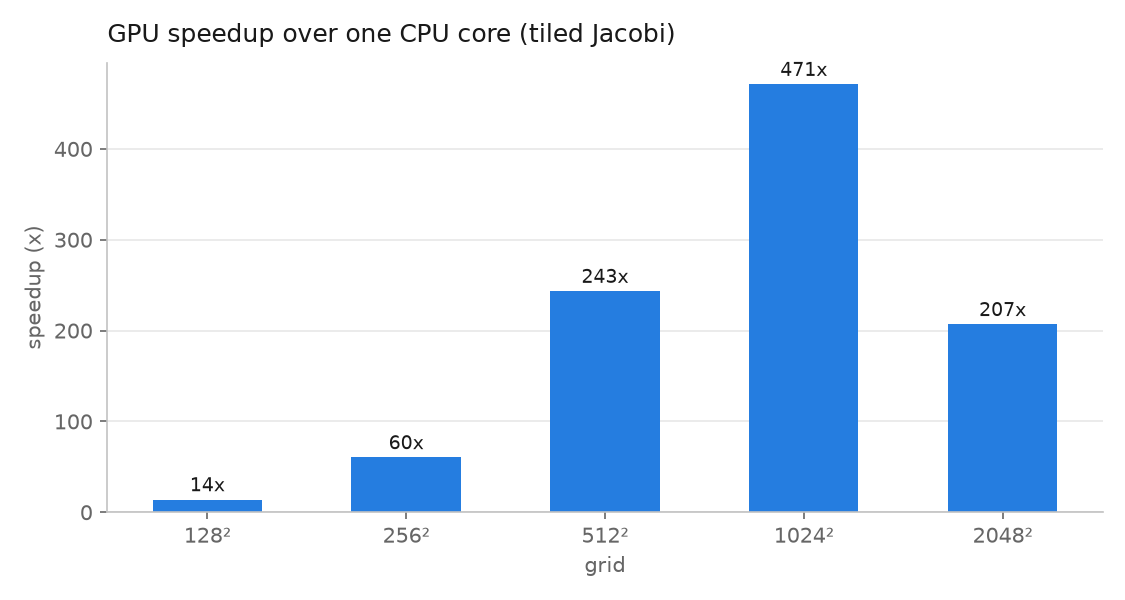 GPU speedup over one CPU core (tiled Jacobi)
471x
400
speedup (x)
300
243x
207x
200
100
60x
14x
0
128²
256²
512²
1024²
2048²
grid